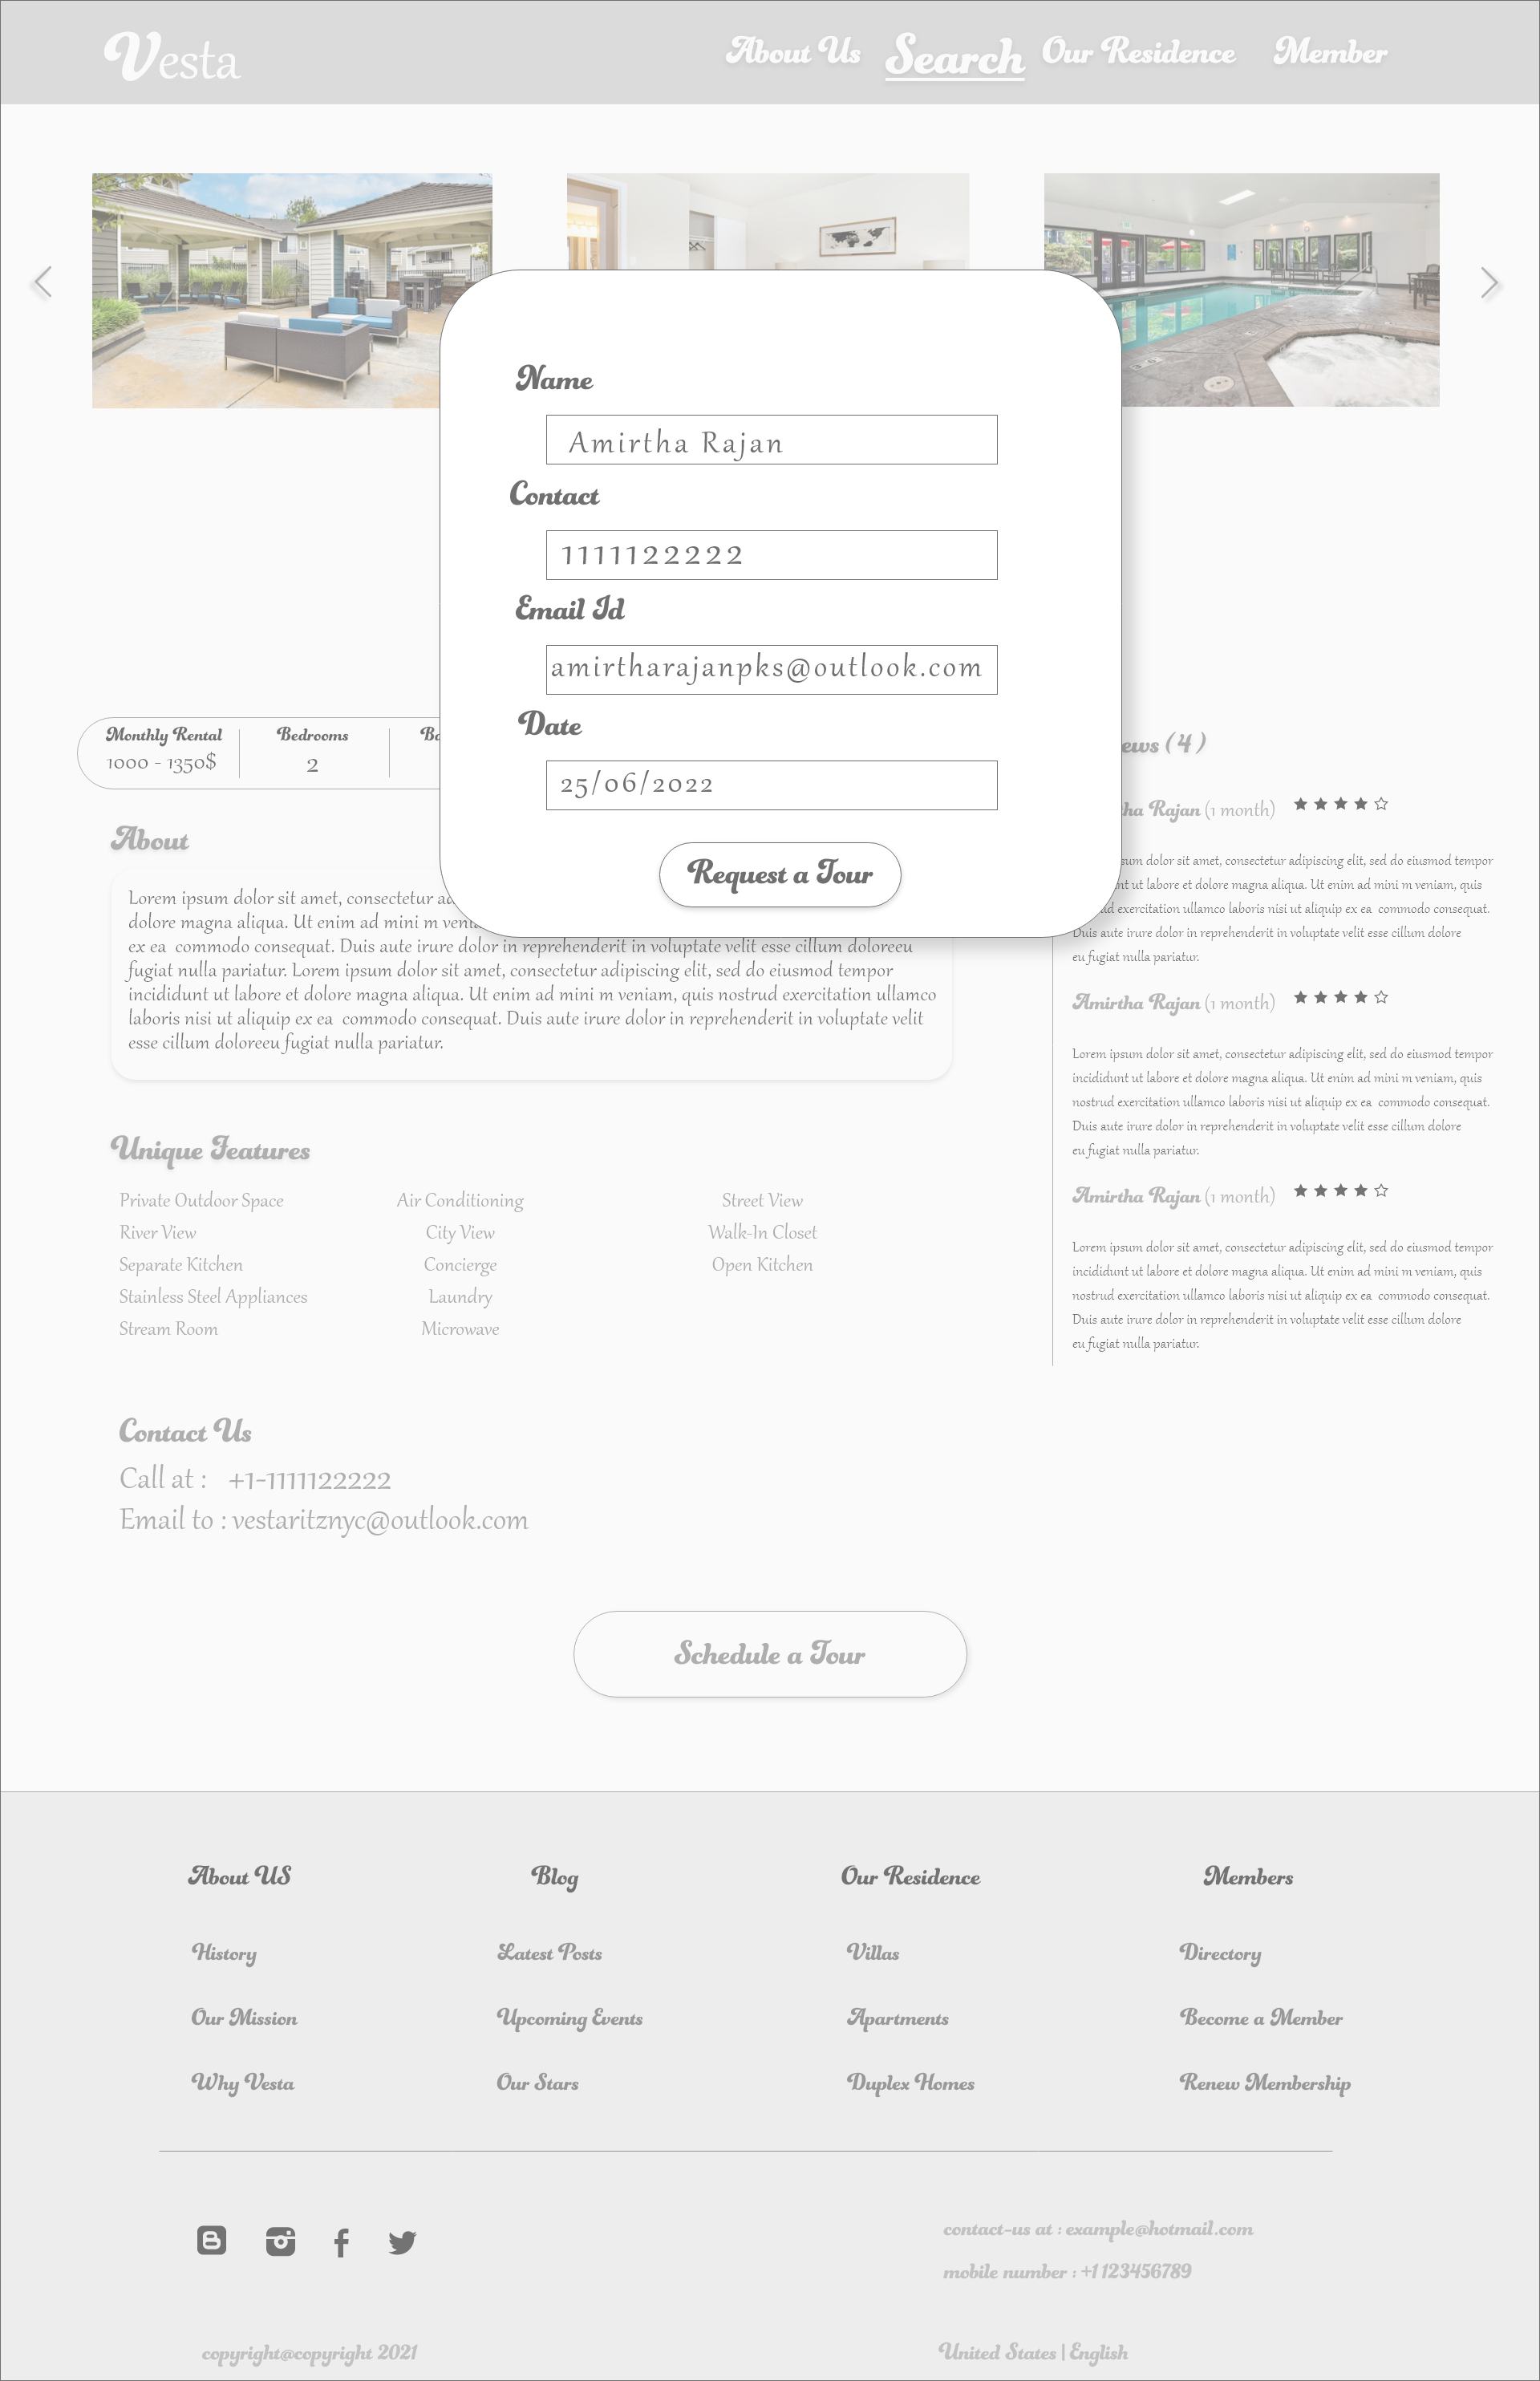 Vesta
About Us Search Our Residence Member
Name
Amirtha Rajan
Contact
1111122222
Email Id
amirtharajanpks@outlook.com
Date
25/06/2022
Request a Tour
Monthly Rental
1000 - 1350$
Bedrooms
2
About
Lorem ipsum dolor sit amet, consectetur
dolore magna aliqua. Ut enim ad mini m
ex ea commodo consequat. Duis aute irure dolor in reprehenderit in voluptate velit esse cillum doloreeu
fugiat nulla pariatur. Lorem ipsum dolor sit amet, consectetur adipiscing elit, sed do eiusmod tempor
incididunt ut labore et dolore magna aliqua. Ut enim ad mini m veniam, quis nostrud exercitation ullamco
laboris nisi ut aliquip ex ea commodo consequat. Duis aute irure dolor in reprehenderit in voluptate velit
esse cillum doloreeu fugiat nulla pariatur.
Unique Features
Private Outdoor Space Air Conditioning Street View
River View City View Walk-In Closet
Separate Kitchen Concierge Open Kitchen
Stainless Steel Appliances Laundry
Stream Room Microwave
Contact Us
Call at : +1-1111122222
Email to : vestaritznyc@outlook.com
(4)
Rajan (1 month)
dolor sit amet, consectetur adipiscing elit, sed do eiusmod tempor
ut labore et dolore magna aliqua. Ut enim ad mini m veniam, quis
exercitation ullamco laboris nisi ut aliquip ex ea commodo consequat.
Duis aute irure dolor in reprehenderit in voluptate velit esse cillum dolore
eu fugiat nulla pariatur.
Amirtha Rajan (1 month)
Lorem ipsum dolor sit amet, consectetur adipiscing elit, sed do eiusmod tempor
incididunt ut labore et dolore magna aliqua. Ut enim ad mini m veniam, quis
nostrud exercitation ullamco laboris nisi ut aliquip ex ea commodo consequat.
Duis aute irure dolor in reprehenderit in voluptate velit esse cillum dolore
eu fugiat nulla pariatur.
Amirtha Rajan (1 month)
Lorem ipsum dolor sit amet, consectetur adipiscing elit, sed do eiusmod tempor
incididunt ut labore et dolore magna aliqua. Ut enim ad mini m veniam, quis
nostrud exercitation ullamco laboris nisi ut aliquip ex ea commodo consequat.
Duis aute irure dolor in reprehenderit in voluptate velit esse cillum dolore
eu fugiat nulla pariatur.
Schedule a Tour
About US Blog Our Residence Members
History Latest Posts Villas Directory
Our Mission Upcoming Events Apartments Become a Member
Why Vesta Our Stars Duplex Homes Renew Membership
contact-us at : example@hotmail.com
mobile number : +1 123456789
copyright@copyright 2021 United States | English